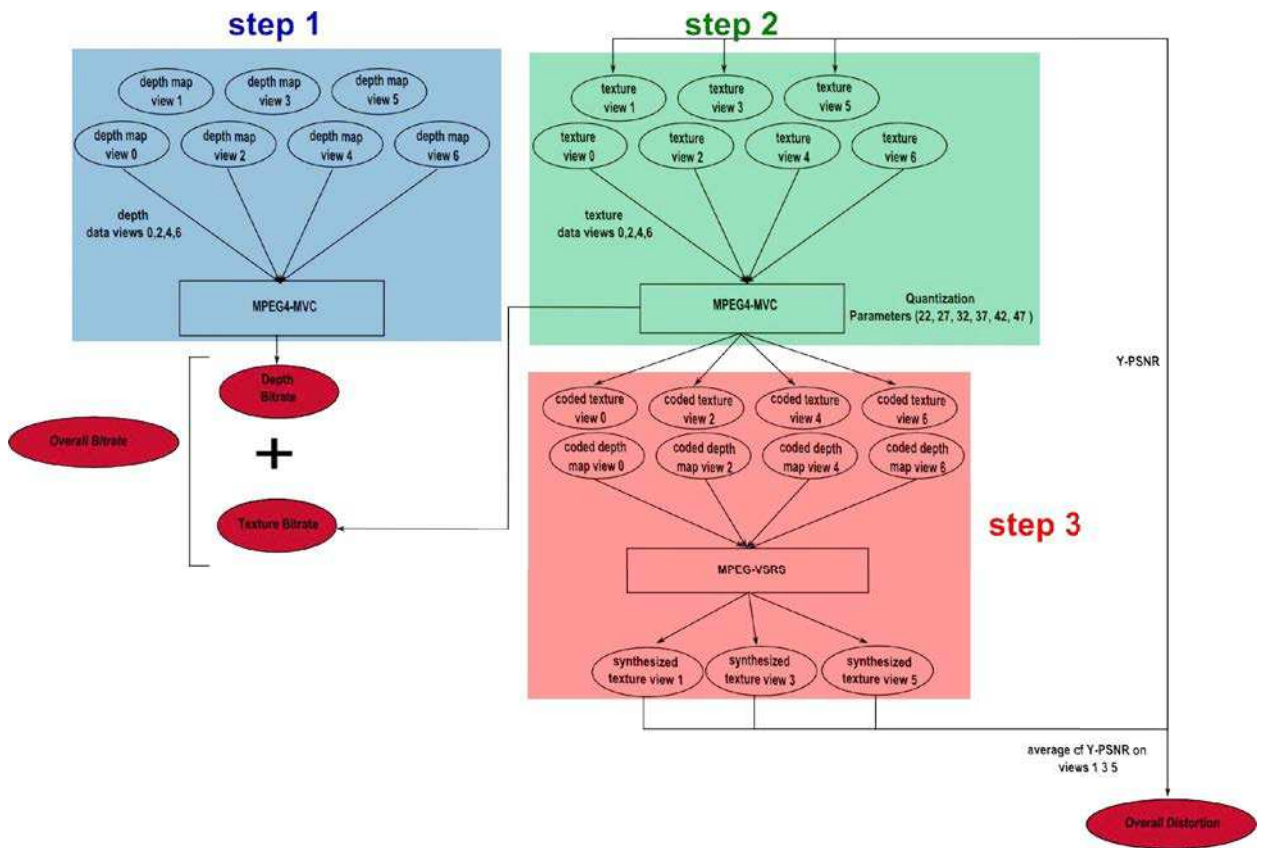 step 1
depth map
view 1
depth map
view 3
depth map
view 5
depth map
view 0
depth map
view 2
depth map
view 4
depth map
view 6
depth
data views 0,2,4,6
MPEG4-MVC
Depth
Bitrate
+
Overall Bitrate
Texture Bitrate
step 2
texture
view 1
texture
view 3
texture
view 5
texture
view 0
texture
view 2
texture
view 4
texture
view 6
texture
data views 0,2,4,6
MPEG4-MVC
Quantization
Parameters (22, 27, 32, 37, 42, 47 )
Y-PSNR
coded texture
view 0
coded texture
view 2
coded texture
view 4
coded texture
view 6
coded depth
map view 0
coded depth
map view 2
coded depth
map view 4
coded depth
map view 6
step 3
MPEG-VSRS
synthesized
texture view 1
synthesized
texture view 3
synthesized
texture view 5
average cf Y-PSNR on
views 1 3 5
Overall Distortion